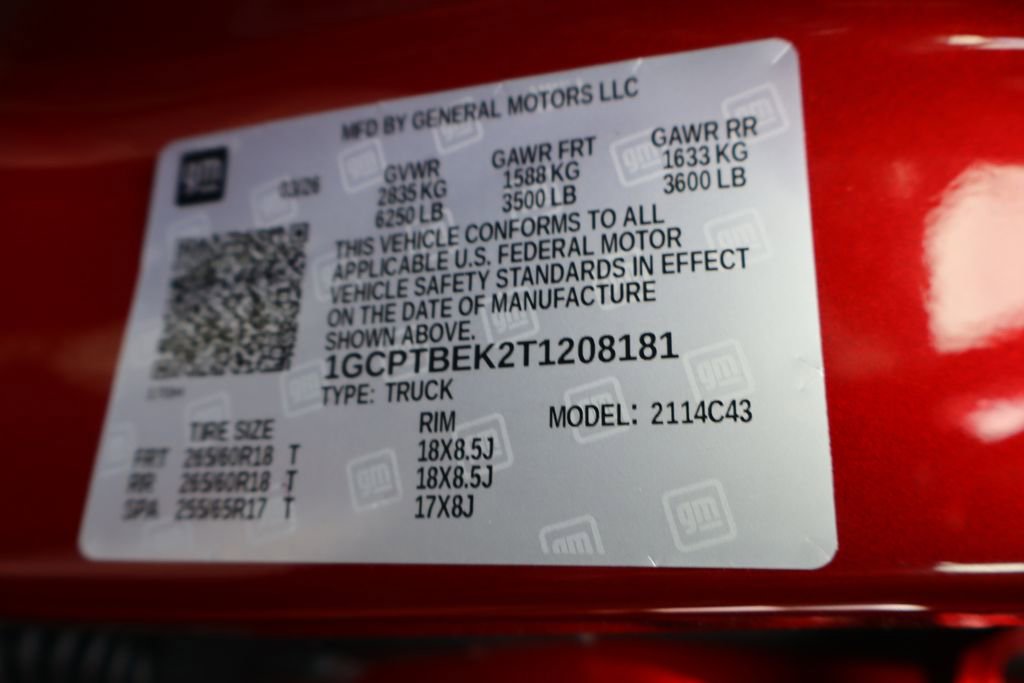 MFD BY GENERAL MOTORS LLC
gm
03/26 GVWR GAWR FRT GAWR RR
2835 KG 1588 KG 1633 KG
6250 LB 3500 LB 3600 LB
THIS VEHICLE CONFORMS TO ALL
APPLICABLE U.S. FEDERAL MOTOR
VEHICLE SAFETY STANDARDS IN EFFECT
ON THE DATE OF MANUFACTURE
SHOWN ABOVE.
1GCPTBEK2T1208181
TYPE: TRUCK
TIRE SIZE RIM MODEL: 2114C43
FRT 265/60R18 T 18X8.5J
RR 265/60R18 T 18X8.5J
SPA 255/65R17 T 17X8J